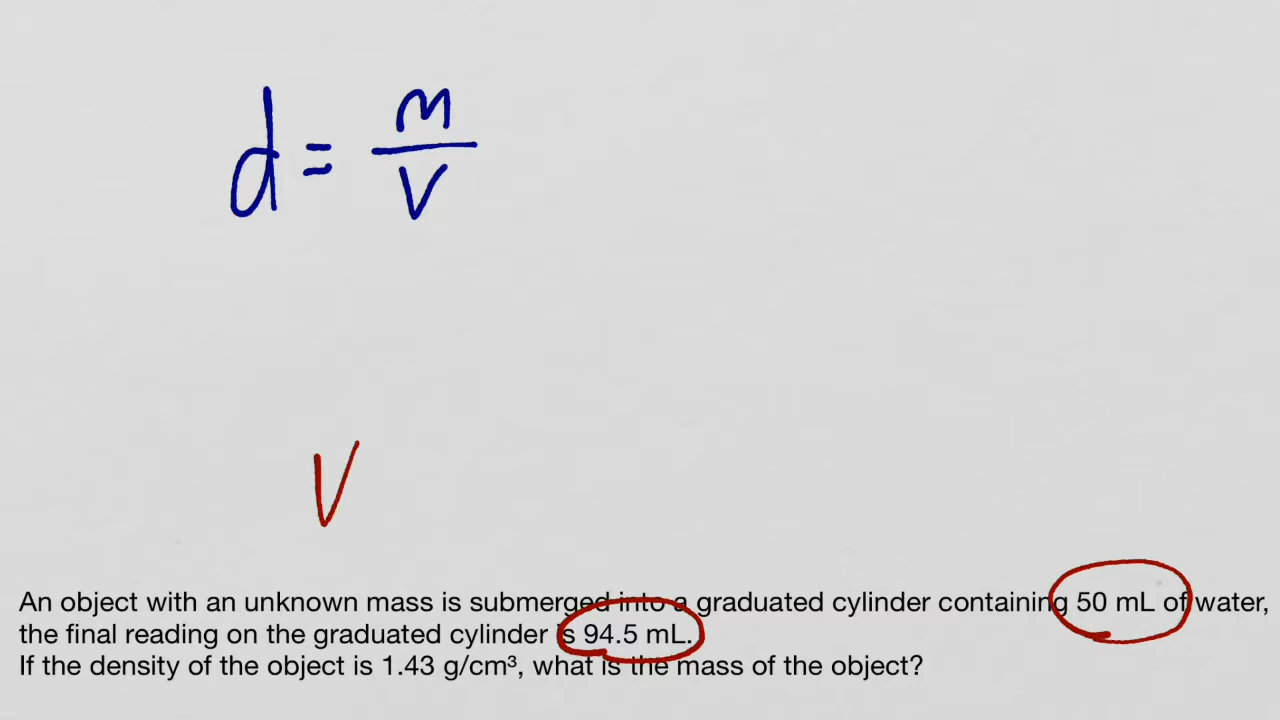 d = m/v
V
An object with an unknown mass is submerged into a graduated cylinder containing 50 mL of water,
the final reading on the graduated cylinder is 94.5 mL.
If the density of the object is 1.43 g/cm³, what is the mass of the object?